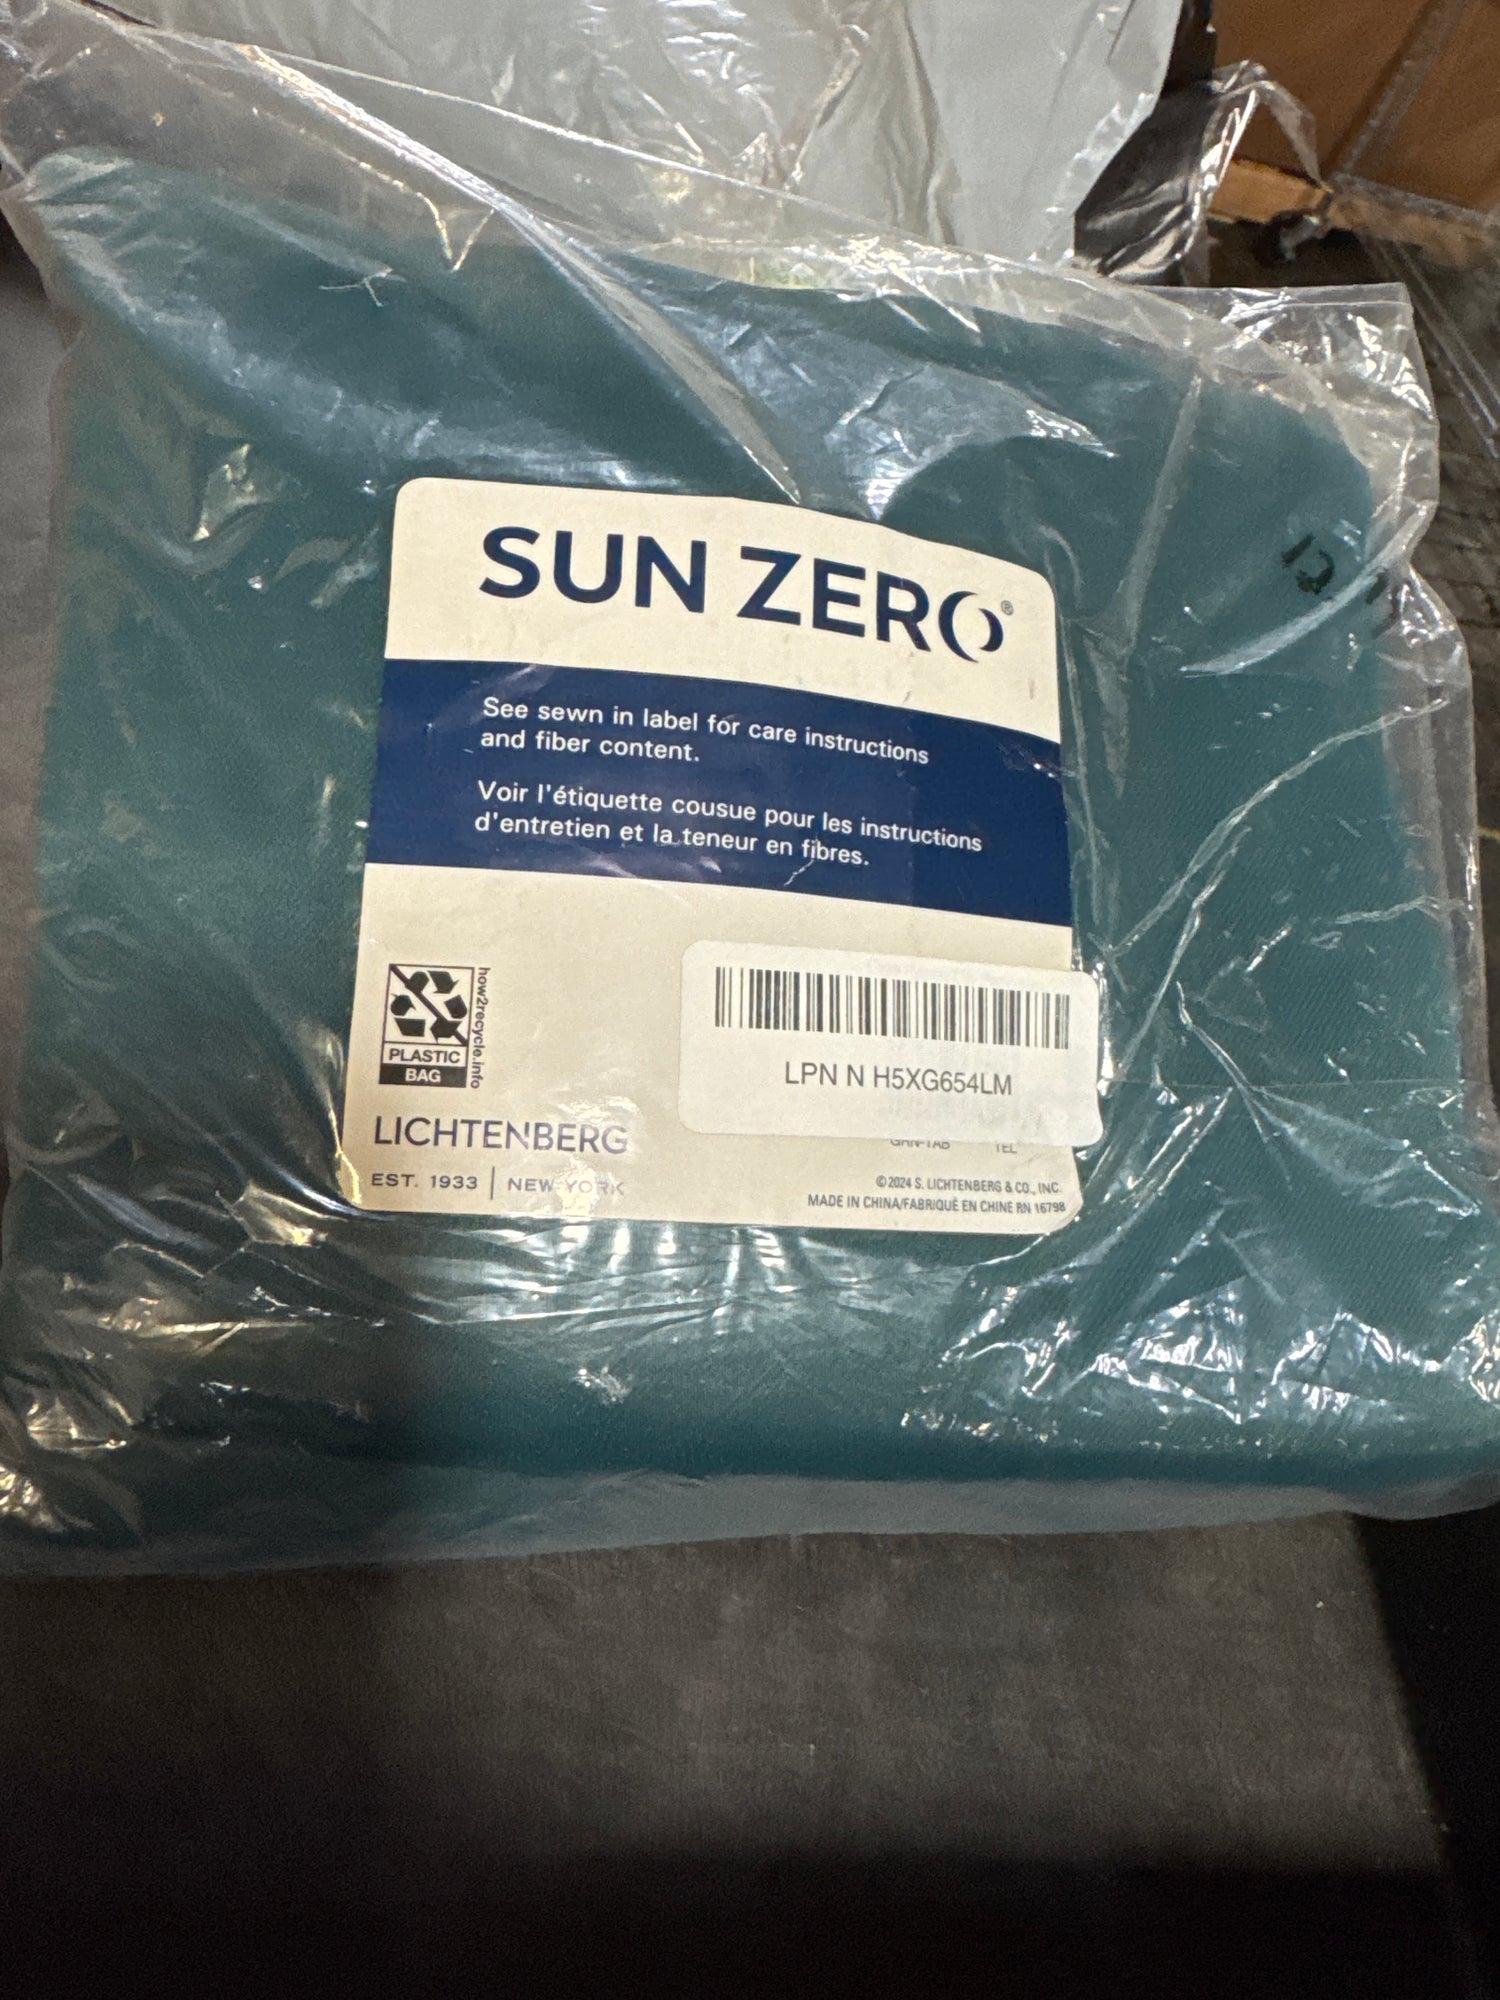 SUN ZERO®
See sewn in label for care instructions
and fiber content.
Voir l'étiquette cousue pour les instructions
d'entretien et la teneur en fibres.
how2recycle.info
PLASTIC
BAG
LPN N H5XG654LM
LICHTENBERG
EST. 1933 | NEW YORK
TEL
©2024 S. LICHTENBERG & CO., INC.
MADE IN CHINA/FABRIQUÉ EN CHINE RN 16798